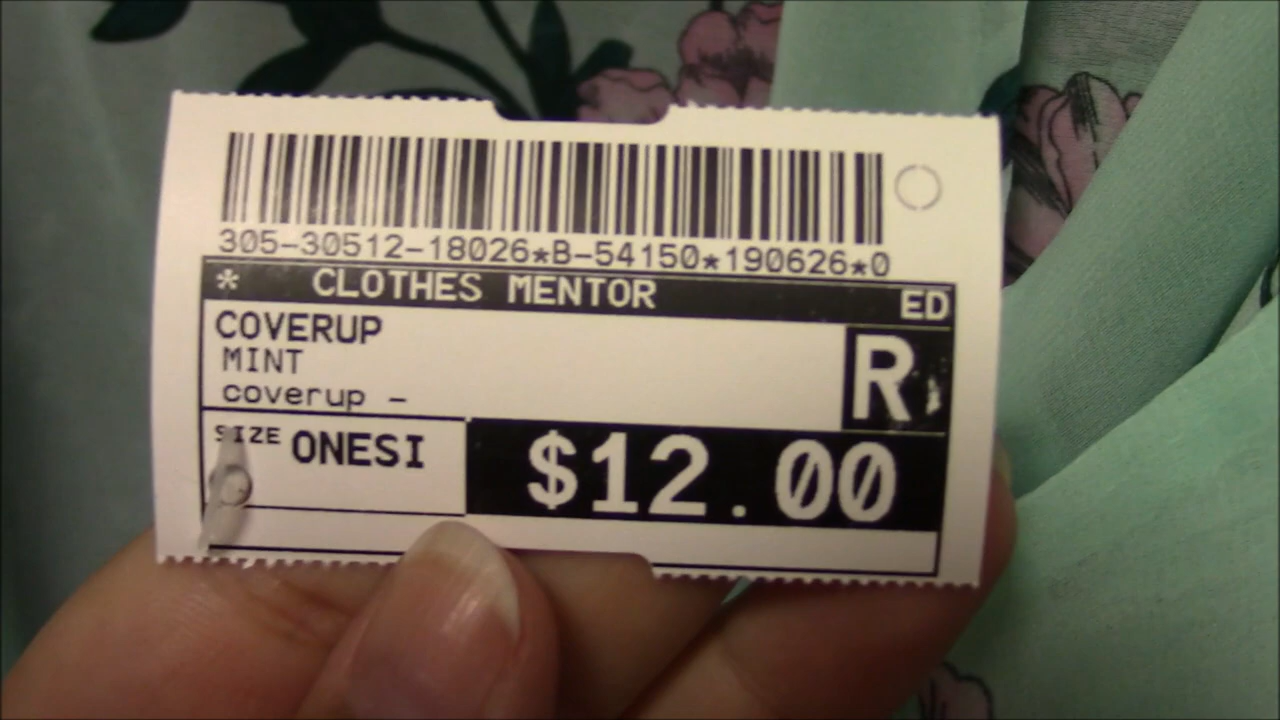 305-30512-18026*B-54150*190626*0
* CLOTHES MENTOR ED
COVERUP
MINT
coverup -
R
SIZE ONESI
$12.00